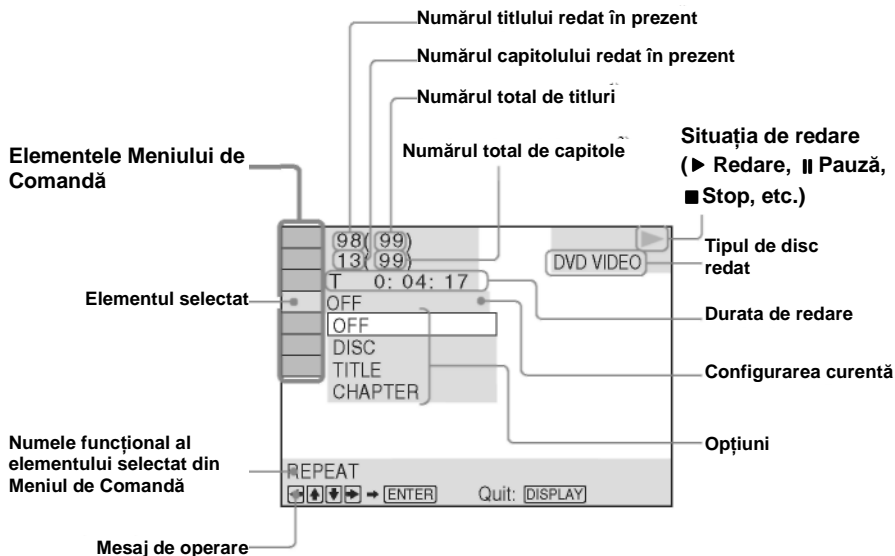 Numărul titlului redat în prezent
Numărul capitolului redat în prezent
Numărul total de titluri
Numărul total de capitole
Elementele Meniului de
Comandă
Situația de redare
(▶ Redare, ⏸ Pauză,
■ Stop, etc.)
98( 99)
13( 99)
DVD VIDEO
Tipul de disc
redat
T 0: 04: 17
Elementul selectat
OFF
Durata de redare
OFF
DISC
TITLE
CHAPTER
Configurarea curentă
Opțiuni
Numele funcțional al
elementului selectat din
Meniul de Comandă
REPEAT
←↑↓→ → ENTER Quit: DISPLAY
Mesaj de operare